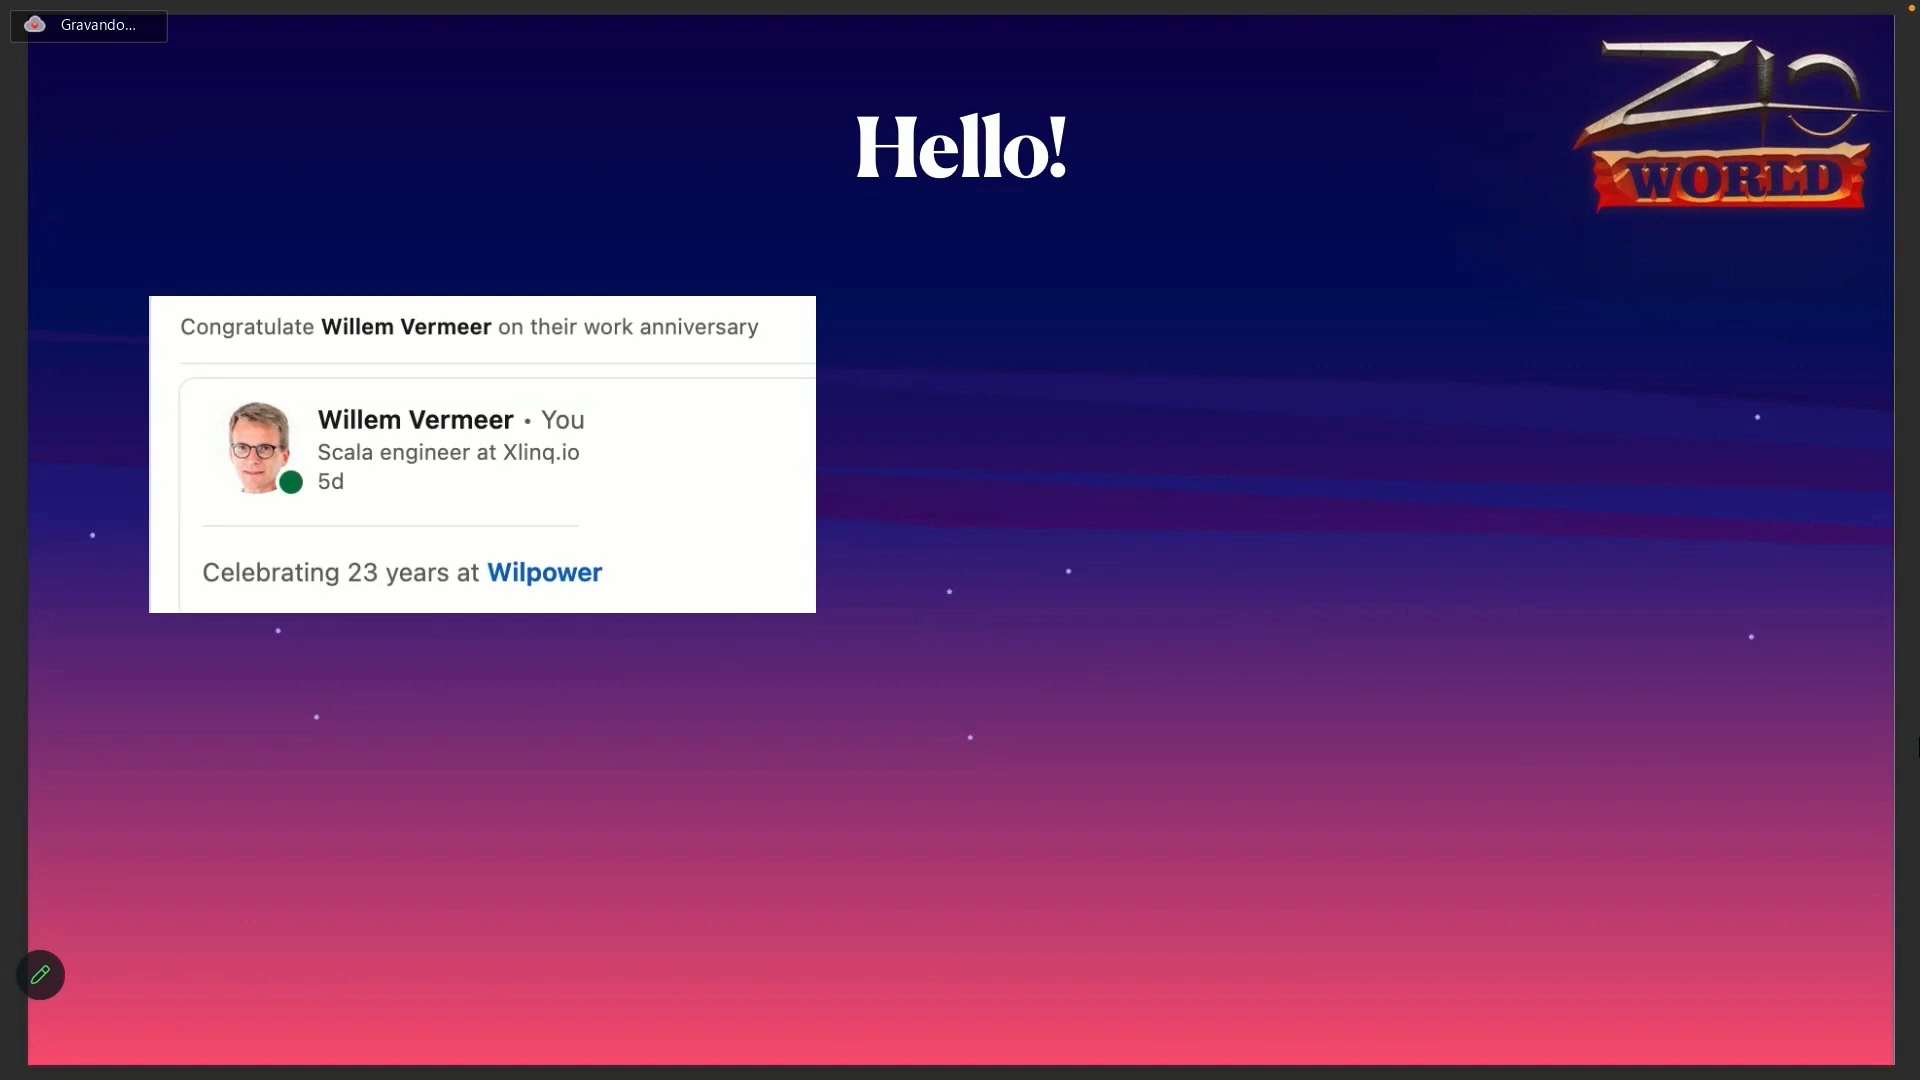 Gravando...
ZIO
WORLD
Hello!
Congratulate Willem Vermeer on their work anniversary
Willem Vermeer • You
Scala engineer at Xlinq.io
5d
Celebrating 23 years at Wilpower